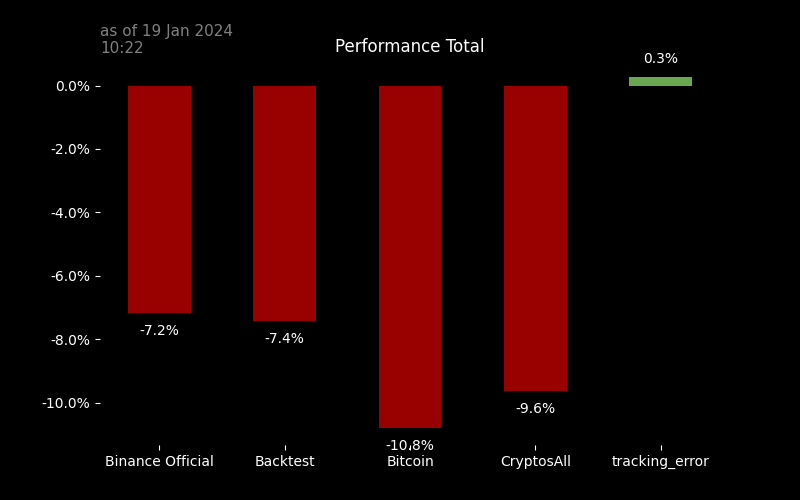 as of 19 Jan 2024
10:22
Performance Total
0.3%
0.0%
-2.0%
-4.0%
-6.0%
-7.2%
-7.4%
-8.0%
-9.6%
-10.0%
-10.8%
Binance Official
Backtest
Bitcoin
CryptosAll
tracking_error